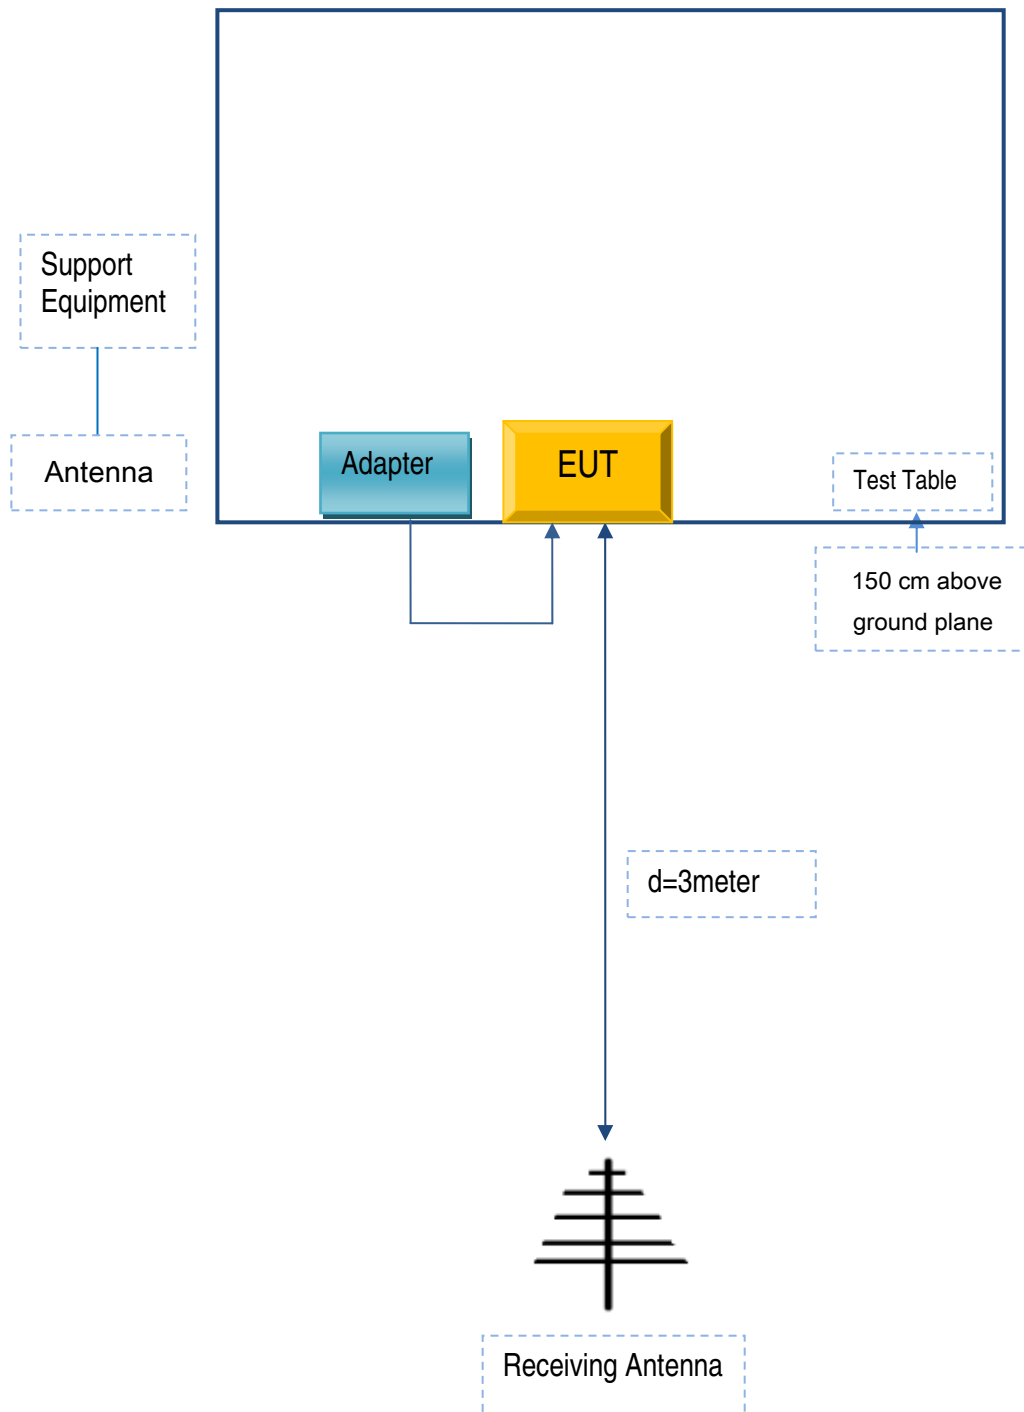 Support
Equipment
Antenna
Adapter
EUT
Test Table
150 cm above
ground plane
d=3meter
Receiving Antenna